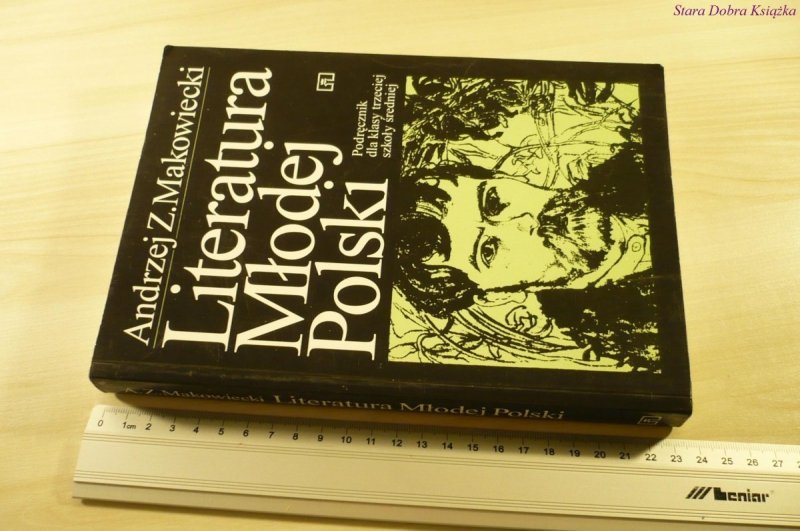 Stara Dobra Książka
Andrzej Z. Makowiecki
Literatura
Młodej
Polski
Podręcznik
dla klasy trzeciej
szkoły średniej
A.Z. Makowiecki Literatura Młodej Polski
0 1cm 2 3 4 5 6 7 8 9 10 11 12 13 14 15 16 17 18 19 20 21 22 23 24 25 26 27 28
leniar